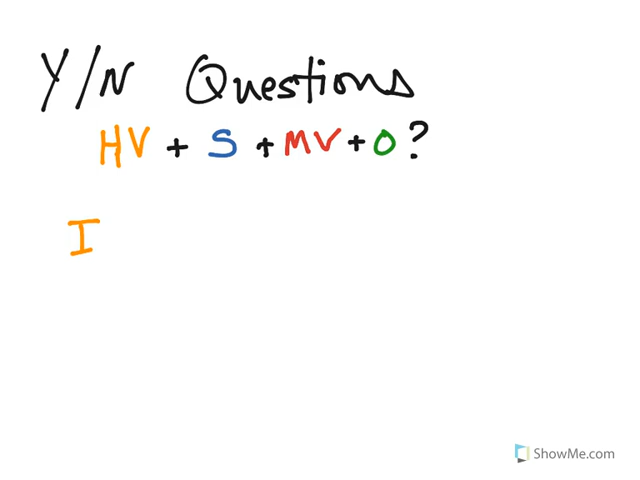 Y/N Questions
HV + S + MV + O ?
I
ShowMe.com